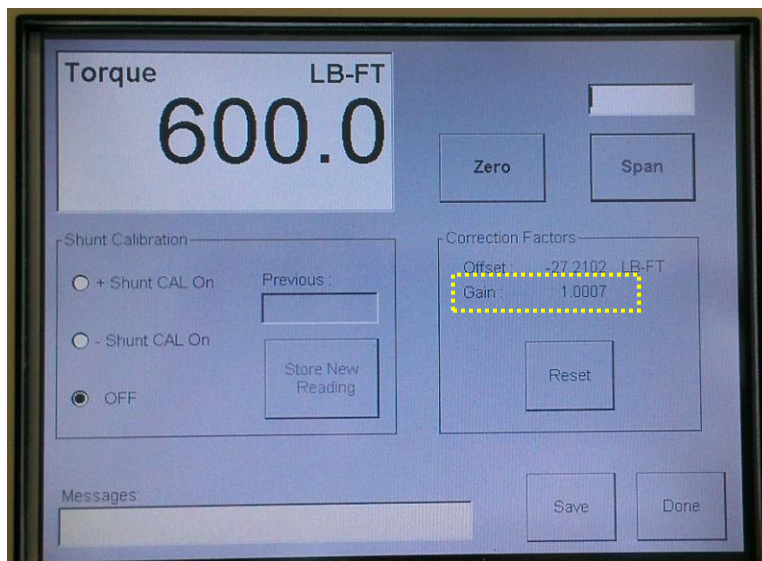 Torque LB-FT
600.0
Zero Span
Shunt Calibration
+ Shunt CAL On
Previous :
- Shunt CAL On
Store New
Reading
OFF
Correction Factors
Offset : -27.2102 LB-FT
Gain : 1.0007
Reset
Messages:
Save Done